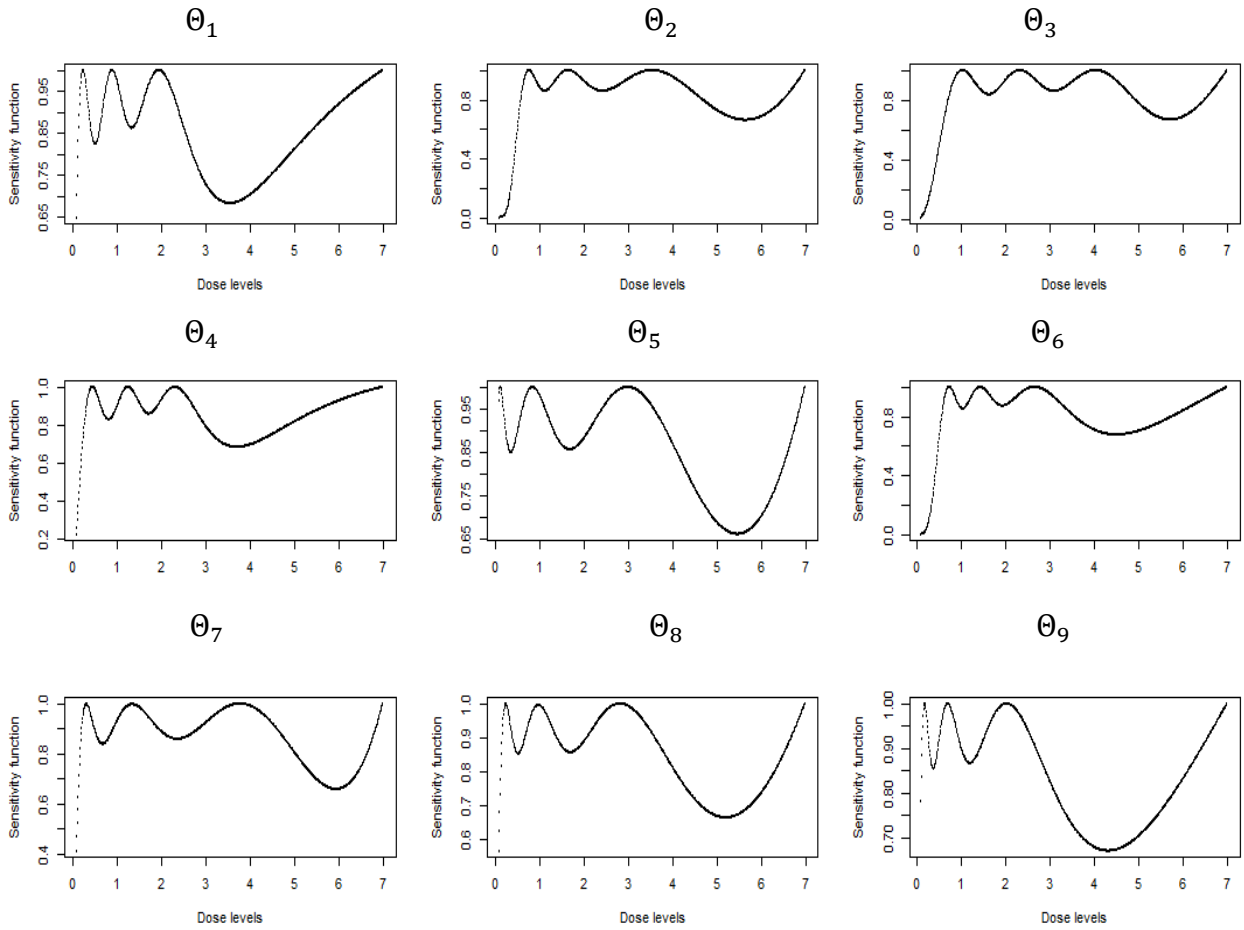 Θ1 Θ2 Θ3
Sensitivity function
0.65 0.75 0.85 0.95
0 1 2 3 4 5 6 7
Dose levels
Sensitivity function
0.0 0.4 0.8
0 1 2 3 4 5 6 7
Dose levels
Sensitivity function
0.0 0.4 0.8
0 1 2 3 4 5 6 7
Dose levels
Θ4 Θ5 Θ6
Sensitivity function
0.2 0.4 0.6 0.8 1.0
0 1 2 3 4 5 6 7
Dose levels
Sensitivity function
0.65 0.75 0.85 0.95
0 1 2 3 4 5 6 7
Dose levels
Sensitivity function
0.0 0.4 0.8
0 1 2 3 4 5 6 7
Dose levels
Θ7 Θ8 Θ9
Sensitivity function
0.4 0.6 0.8 1.0
0 1 2 3 4 5 6 7
Dose levels
Sensitivity function
0.6 0.7 0.8 0.9 1.0
0 1 2 3 4 5 6 7
Dose levels
Sensitivity function
0.70 0.80 0.90 1.00
0 1 2 3 4 5 6 7
Dose levels